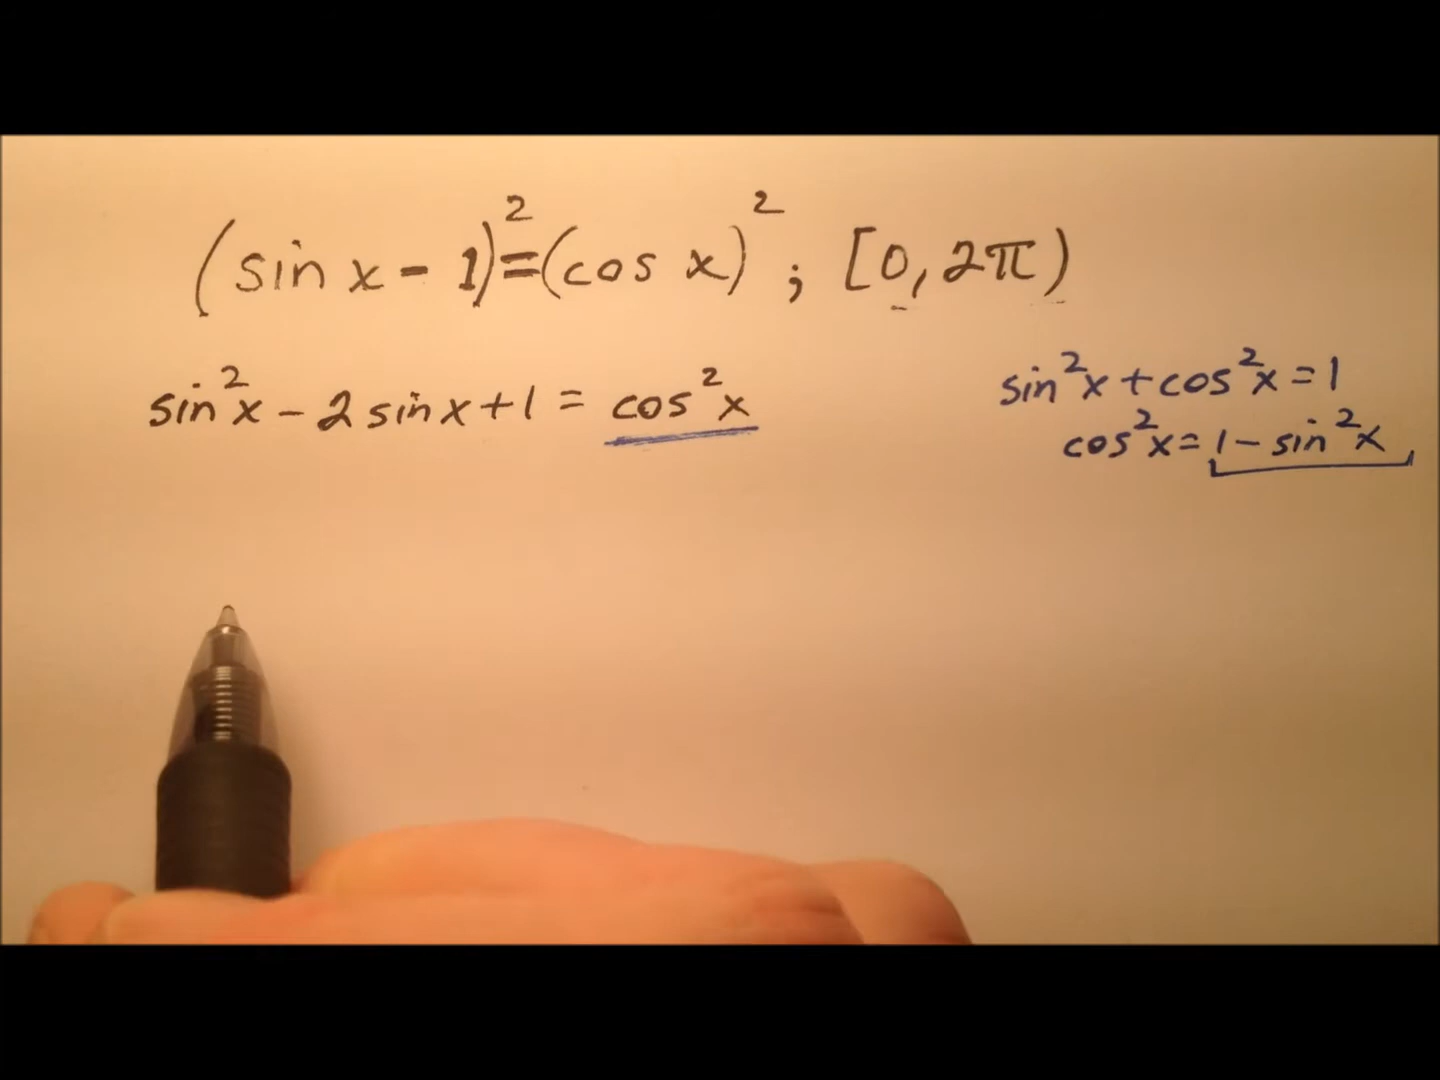 (sin x - 1)²=(cos x)² ; [0, 2π)
sin²x - 2 sin x + 1 = cos²x
sin²x + cos²x = 1
cos²x = 1 - sin²x